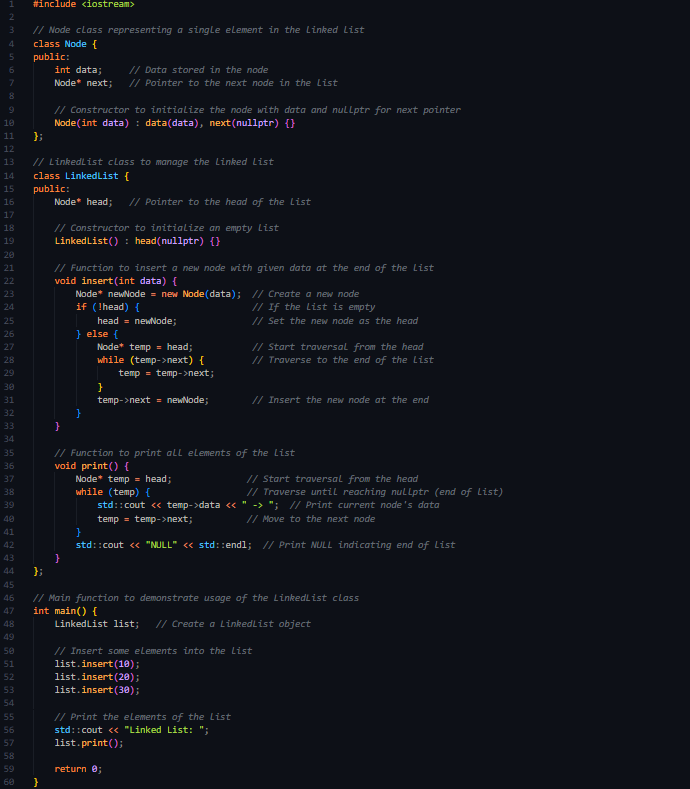 1 #include <iostream>
2
3 // Node class representing a single element in the linked list
4 class Node {
5 public:
6     int data;     // Data stored in the node
7     Node* next;   // Pointer to the next node in the list
8
9     // Constructor to initialize the node with data and nullptr for next pointer
10     Node(int data) : data(data), next(nullptr) {}
11 };
12
13 // LinkedList class to manage the linked list
14 class LinkedList {
15 public:
16     Node* head;   // Pointer to the head of the list
17
18     // Constructor to initialize an empty list
19     LinkedList() : head(nullptr) {}
20
21     // Function to insert a new node with given data at the end of the list
22     void insert(int data) {
23         Node* newNode = new Node(data);  // Create a new node
24         if (!head) {                     // If the list is empty
25             head = newNode;              // Set the new node as the head
26         } else {
27             Node* temp = head;           // Start traversal from the head
28             while (temp->next) {         // Traverse to the end of the list
29                 temp = temp->next;
30             }
31             temp->next = newNode;        // Insert the new node at the end
32         }
33     }
34
35     // Function to print all elements of the list
36     void print() {
37         Node* temp = head;              // Start traversal from the head
38         while (temp) {                  // Traverse until reaching nullptr (end of list)
39             std::cout << temp->data << " -> ";  // Print current node's data
40             temp = temp->next;          // Move to the next node
41         }
42         std::cout << "NULL" << std::endl;  // Print NULL indicating end of list
43     }
44 };
45
46 // Main function to demonstrate usage of the LinkedList class
47 int main() {
48     LinkedList list;   // Create a LinkedList object
49
50     // Insert some elements into the list
51     list.insert(10);
52     list.insert(20);
53     list.insert(30);
54
55     // Print the elements of the list
56     std::cout << "Linked List: ";
57     list.print();
58
59     return 0;
60 }